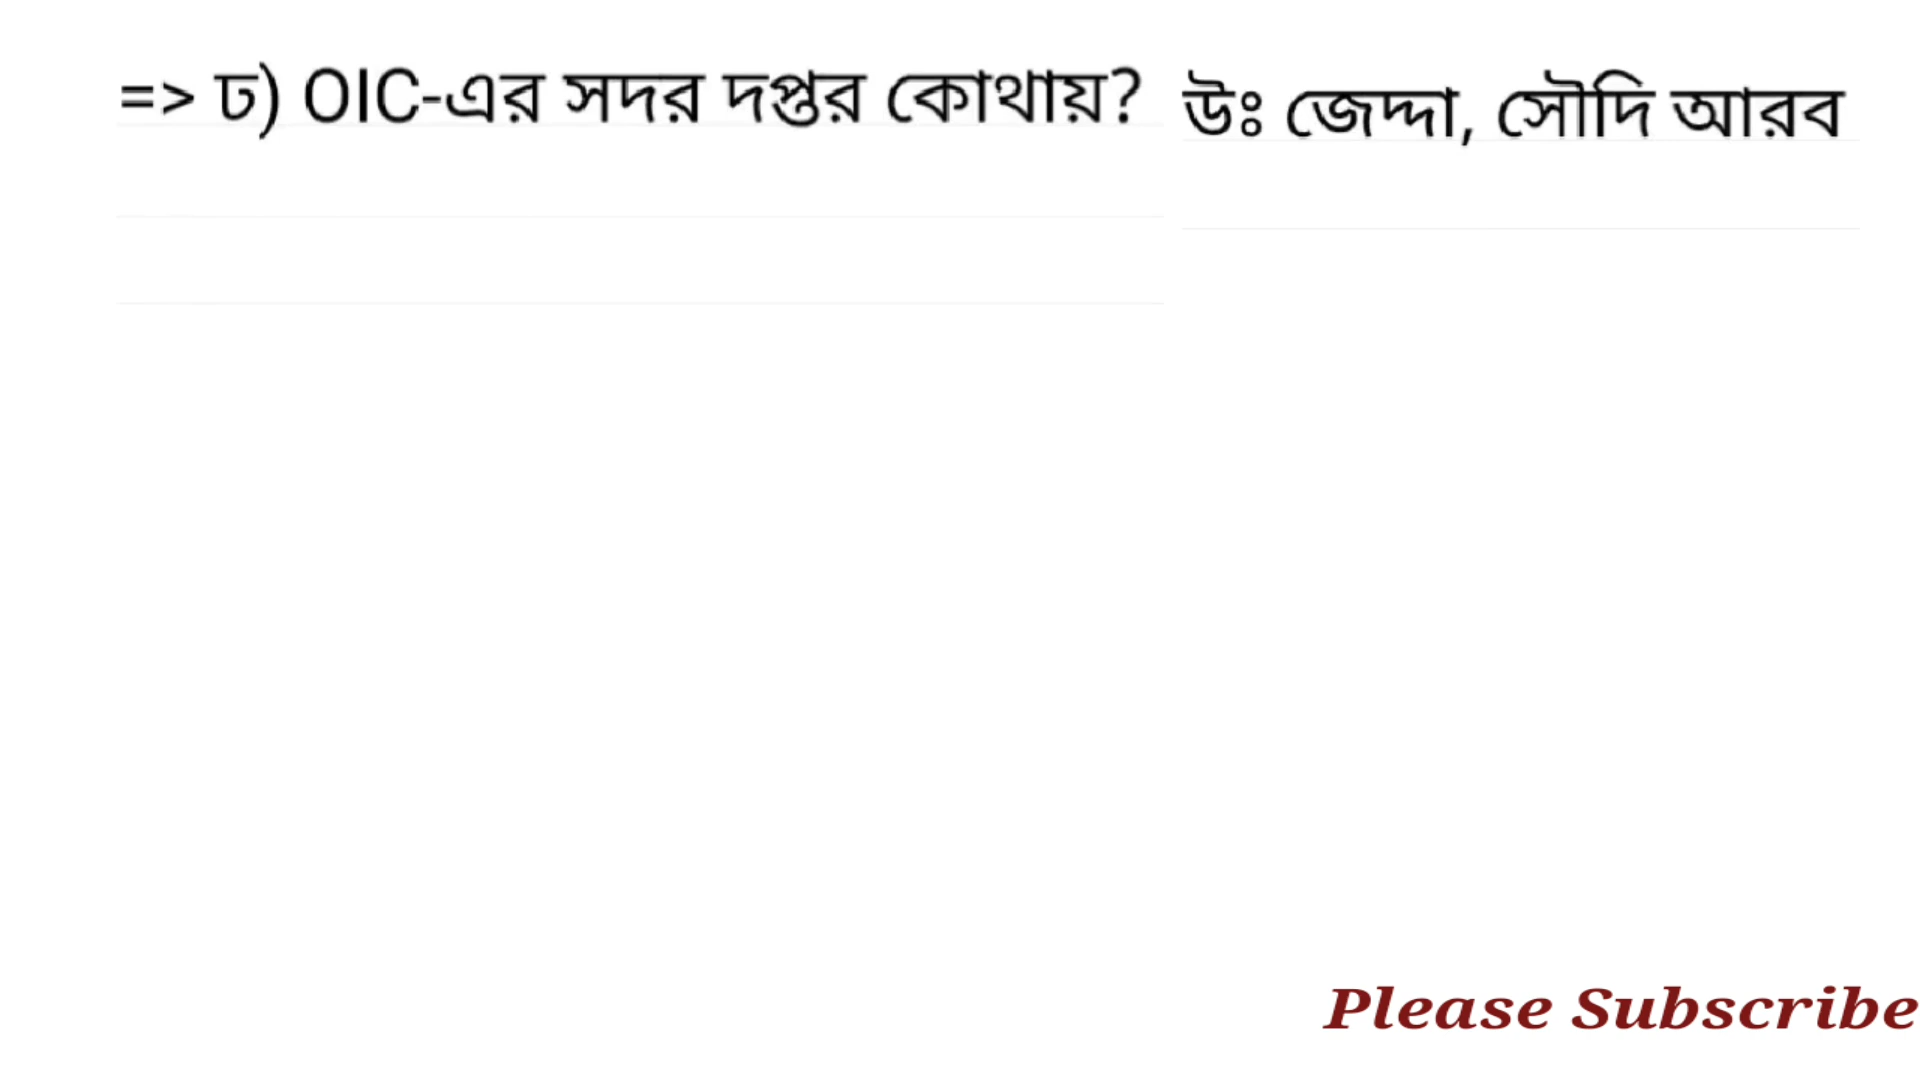 => ঢ) OIC-এর সদর দপ্তর কোথায়? উঃ জেদ্দা, সৌদি আরব
Please Subscribe